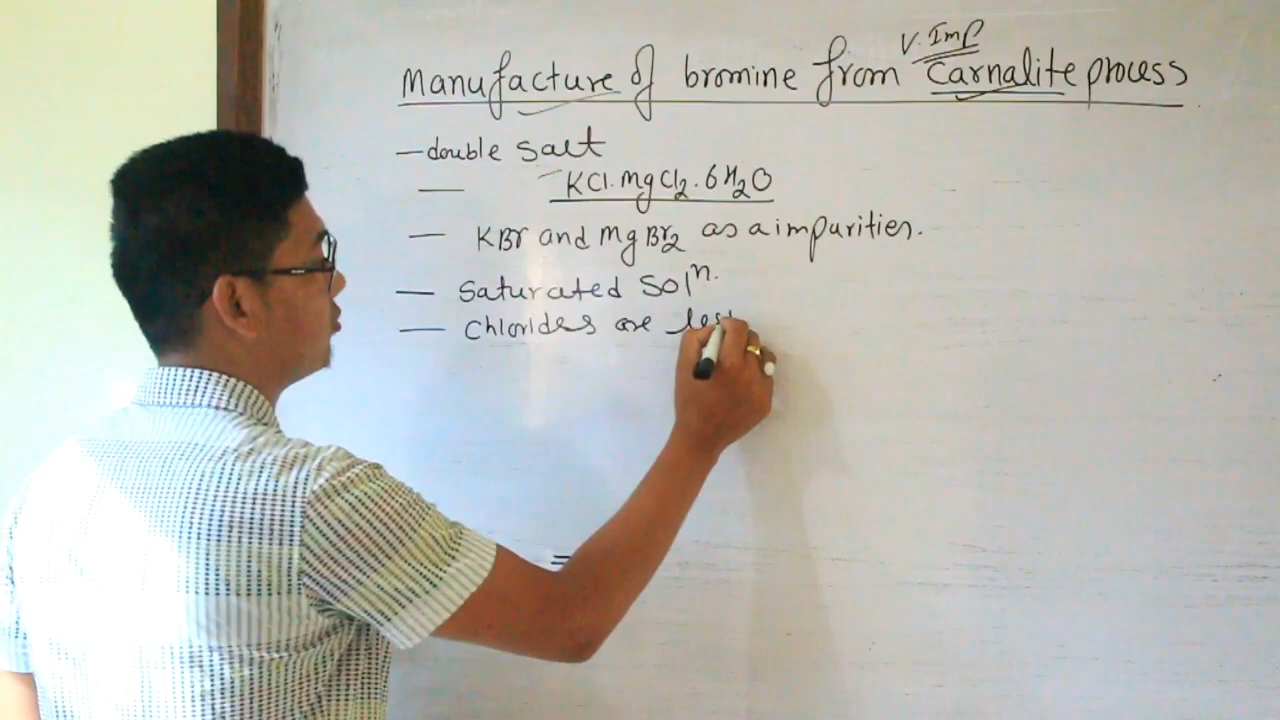 V. Imp
Manufacture of bromine from Carnalite process
— double salt
— KCl.MgCl₂.6H₂O
— KBr and MgBr₂ as a impurities.
— Saturated Solⁿ.
— Chlorides are